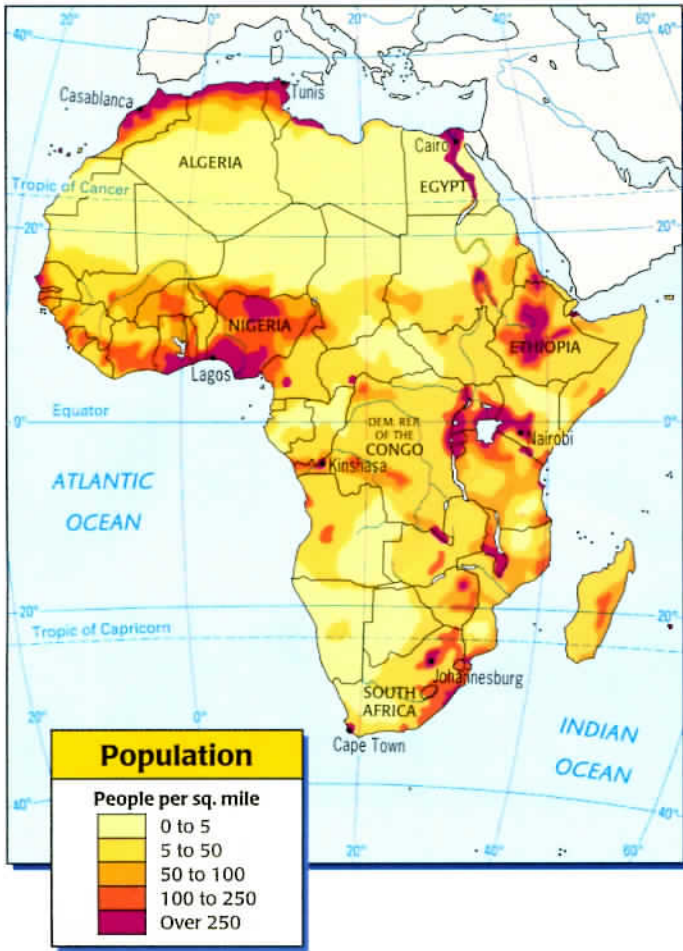 40°
0°
20°
40°
60°
40°
Casablanca
Tunis
Cairo
ALGERIA
EGYPT
Tropic of Cancer
20°
20°
NIGERIA
ETHIOPIA
Lagos
Equator
0°
0°
DEM. REP.
OF THE
CONGO
Nairobi
Kinshasa
ATLANTIC
OCEAN
20°
20°
Tropic of Capricorn
Johannesburg
SOUTH
AFRICA
Cape Town
INDIAN
OCEAN
20°
0°
40°
20°
40°
60°
40°
Population
People per sq. mile
0 to 5
5 to 50
50 to 100
100 to 250
Over 250